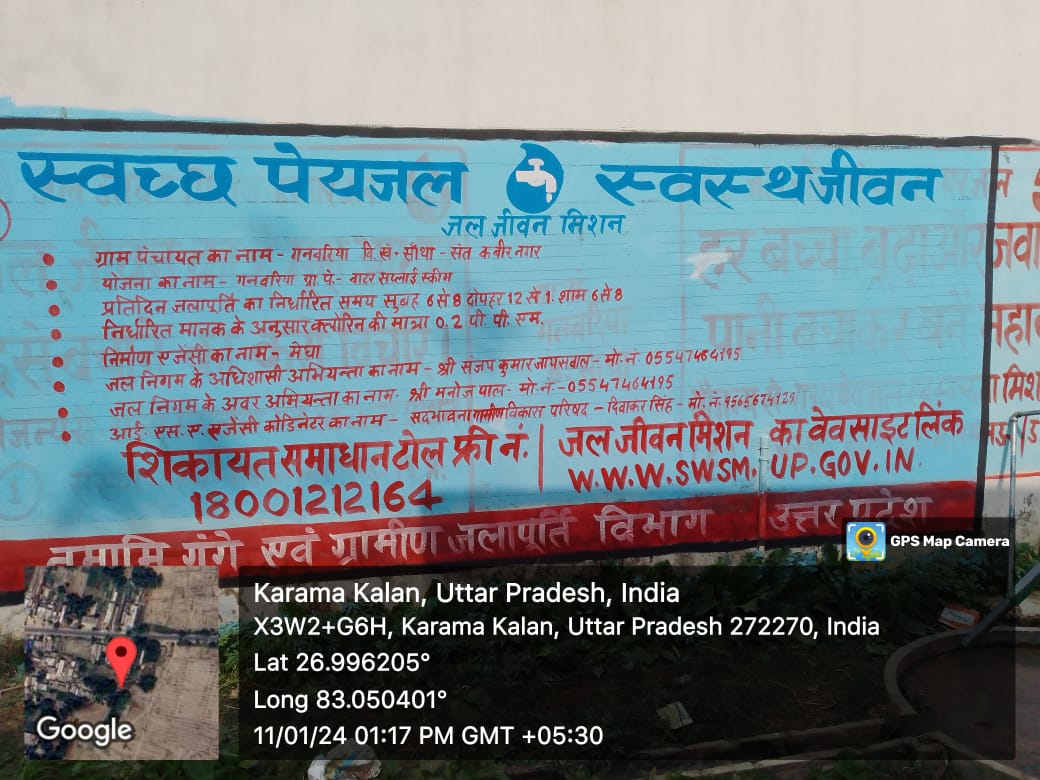 स्वच्छ पेयजल स्वस्थ जीवन
जल जीवन मिशन
ग्राम पंचायत का नाम - गनवरिया वि.खं. साँथा - संत कबीर नगर
योजना का नाम - गनवरिया ग्रा.पे.- वाटर सप्लाई स्कीम
प्रतिदिन जलापूर्ति का निर्धारित समय सुबह 6 से 8 दोपहर 12 से 1. शाम 6 से 8
निर्धारित मानक के अनुसार क्लोरिन की मात्रा 0.2 पी. पी. एम.
निर्माण एजेंसी का नाम - मेघा
जल निगम के अधिशासी अभियन्ता का नाम - श्री संजय कुमार जायसवाल - मो.नं. 05547464195
जल निगम के अवर अभियन्ता का नाम- श्री मनोज पाल - मो.नं.-05547464195
आई. एस. ए. एजेंसी कोडिनेटर का नाम - सदभावना ग्रामीण विकास परिषद - दिवाकर सिंह - मो.नं.
शिकायत समाधान टोल फ्री नं.
18001212164
जल जीवन मिशन का वेवसाइट लिंक
W.W.W.SWSM.UP.GOV.IN
नमामि गंगे एवं ग्रामीण जलापूर्ति विभाग उत्तर प्रदेश
GPS Map Camera
Karama Kalan, Uttar Pradesh, India
X3W2+G6H, Karama Kalan, Uttar Pradesh 272270, India
Lat 26.996205°
Long 83.050401°
11/01/24 01:17 PM GMT +05:30
Google